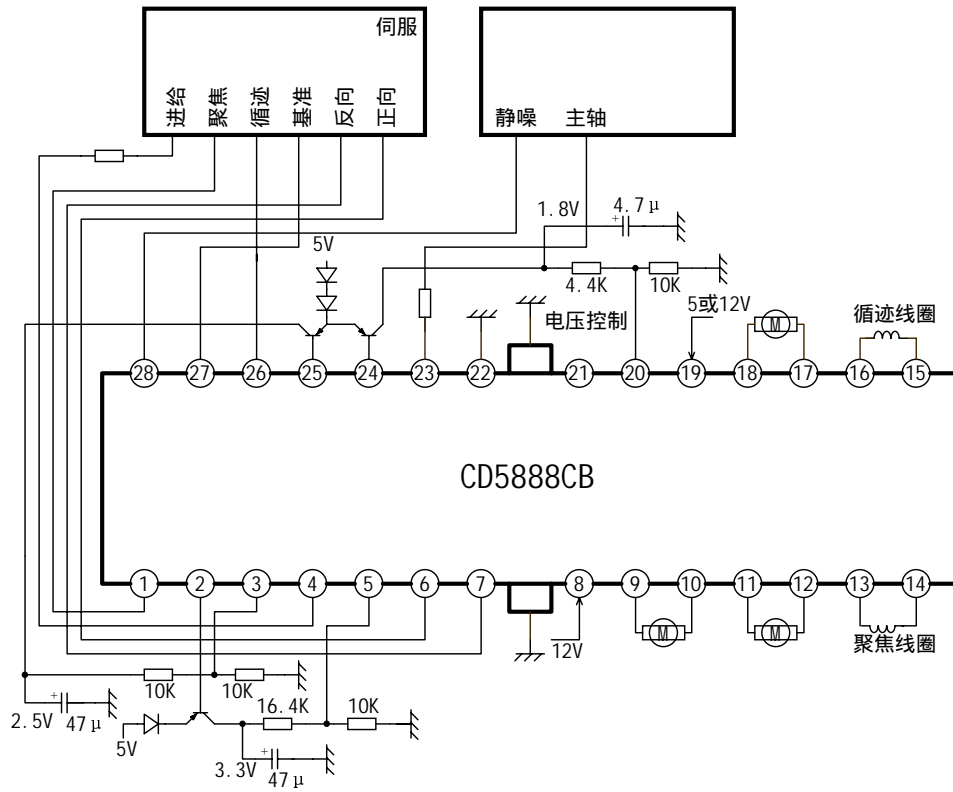 伺服
进给
聚焦
循迹
基准
反向
正向
静噪
主轴
1.8V
4.7μ
5V
4.4K
10K
5或12V
电压控制
M
循迹线圈
28
27
26
25
24
23
22
21
20
19
18
17
16
15
CD5888CB
1
2
3
4
5
6
7
8
9
10
11
12
13
14
12V
M
M
聚焦线圈
10K
10K
2.5V
47μ
16.4K
10K
5V
3.3V
47μ